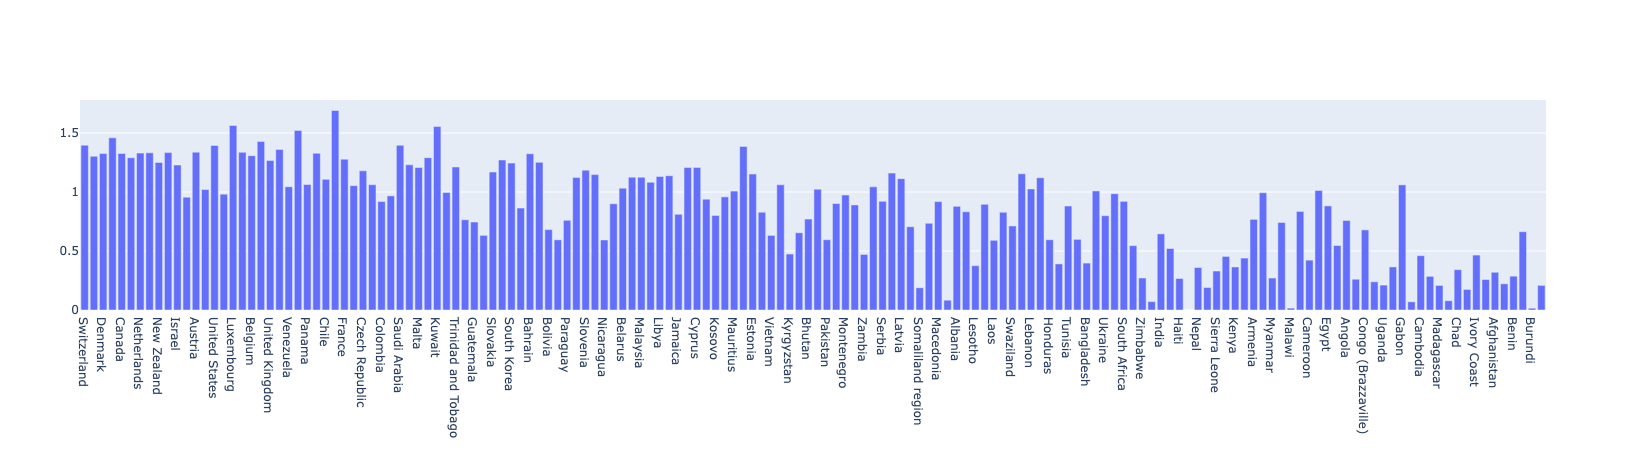 1.5
1
0.5
0
Switzerland
Denmark
Canada
Netherlands
New Zealand
Israel
Austria
United States
Luxembourg
Belgium
United Kingdom
Venezuela
Panama
Chile
France
Czech Republic
Colombia
Saudi Arabia
Malta
Kuwait
Trinidad and Tobago
Guatemala
Slovakia
South Korea
Bahrain
Bolivia
Paraguay
Slovenia
Nicaragua
Belarus
Malaysia
Libya
Jamaica
Cyprus
Kosovo
Mauritius
Estonia
Vietnam
Kyrgyzstan
Bhutan
Pakistan
Montenegro
Zambia
Serbia
Latvia
Somaliland region
Macedonia
Albania
Lesotho
Laos
Swaziland
Lebanon
Honduras
Tunisia
Bangladesh
Ukraine
South Africa
Zimbabwe
India
Haiti
Nepal
Sierra Leone
Kenya
Armenia
Myanmar
Malawi
Cameroon
Egypt
Angola
Congo (Brazzaville)
Uganda
Gabon
Cambodia
Madagascar
Chad
Ivory Coast
Afghanistan
Benin
Burundi